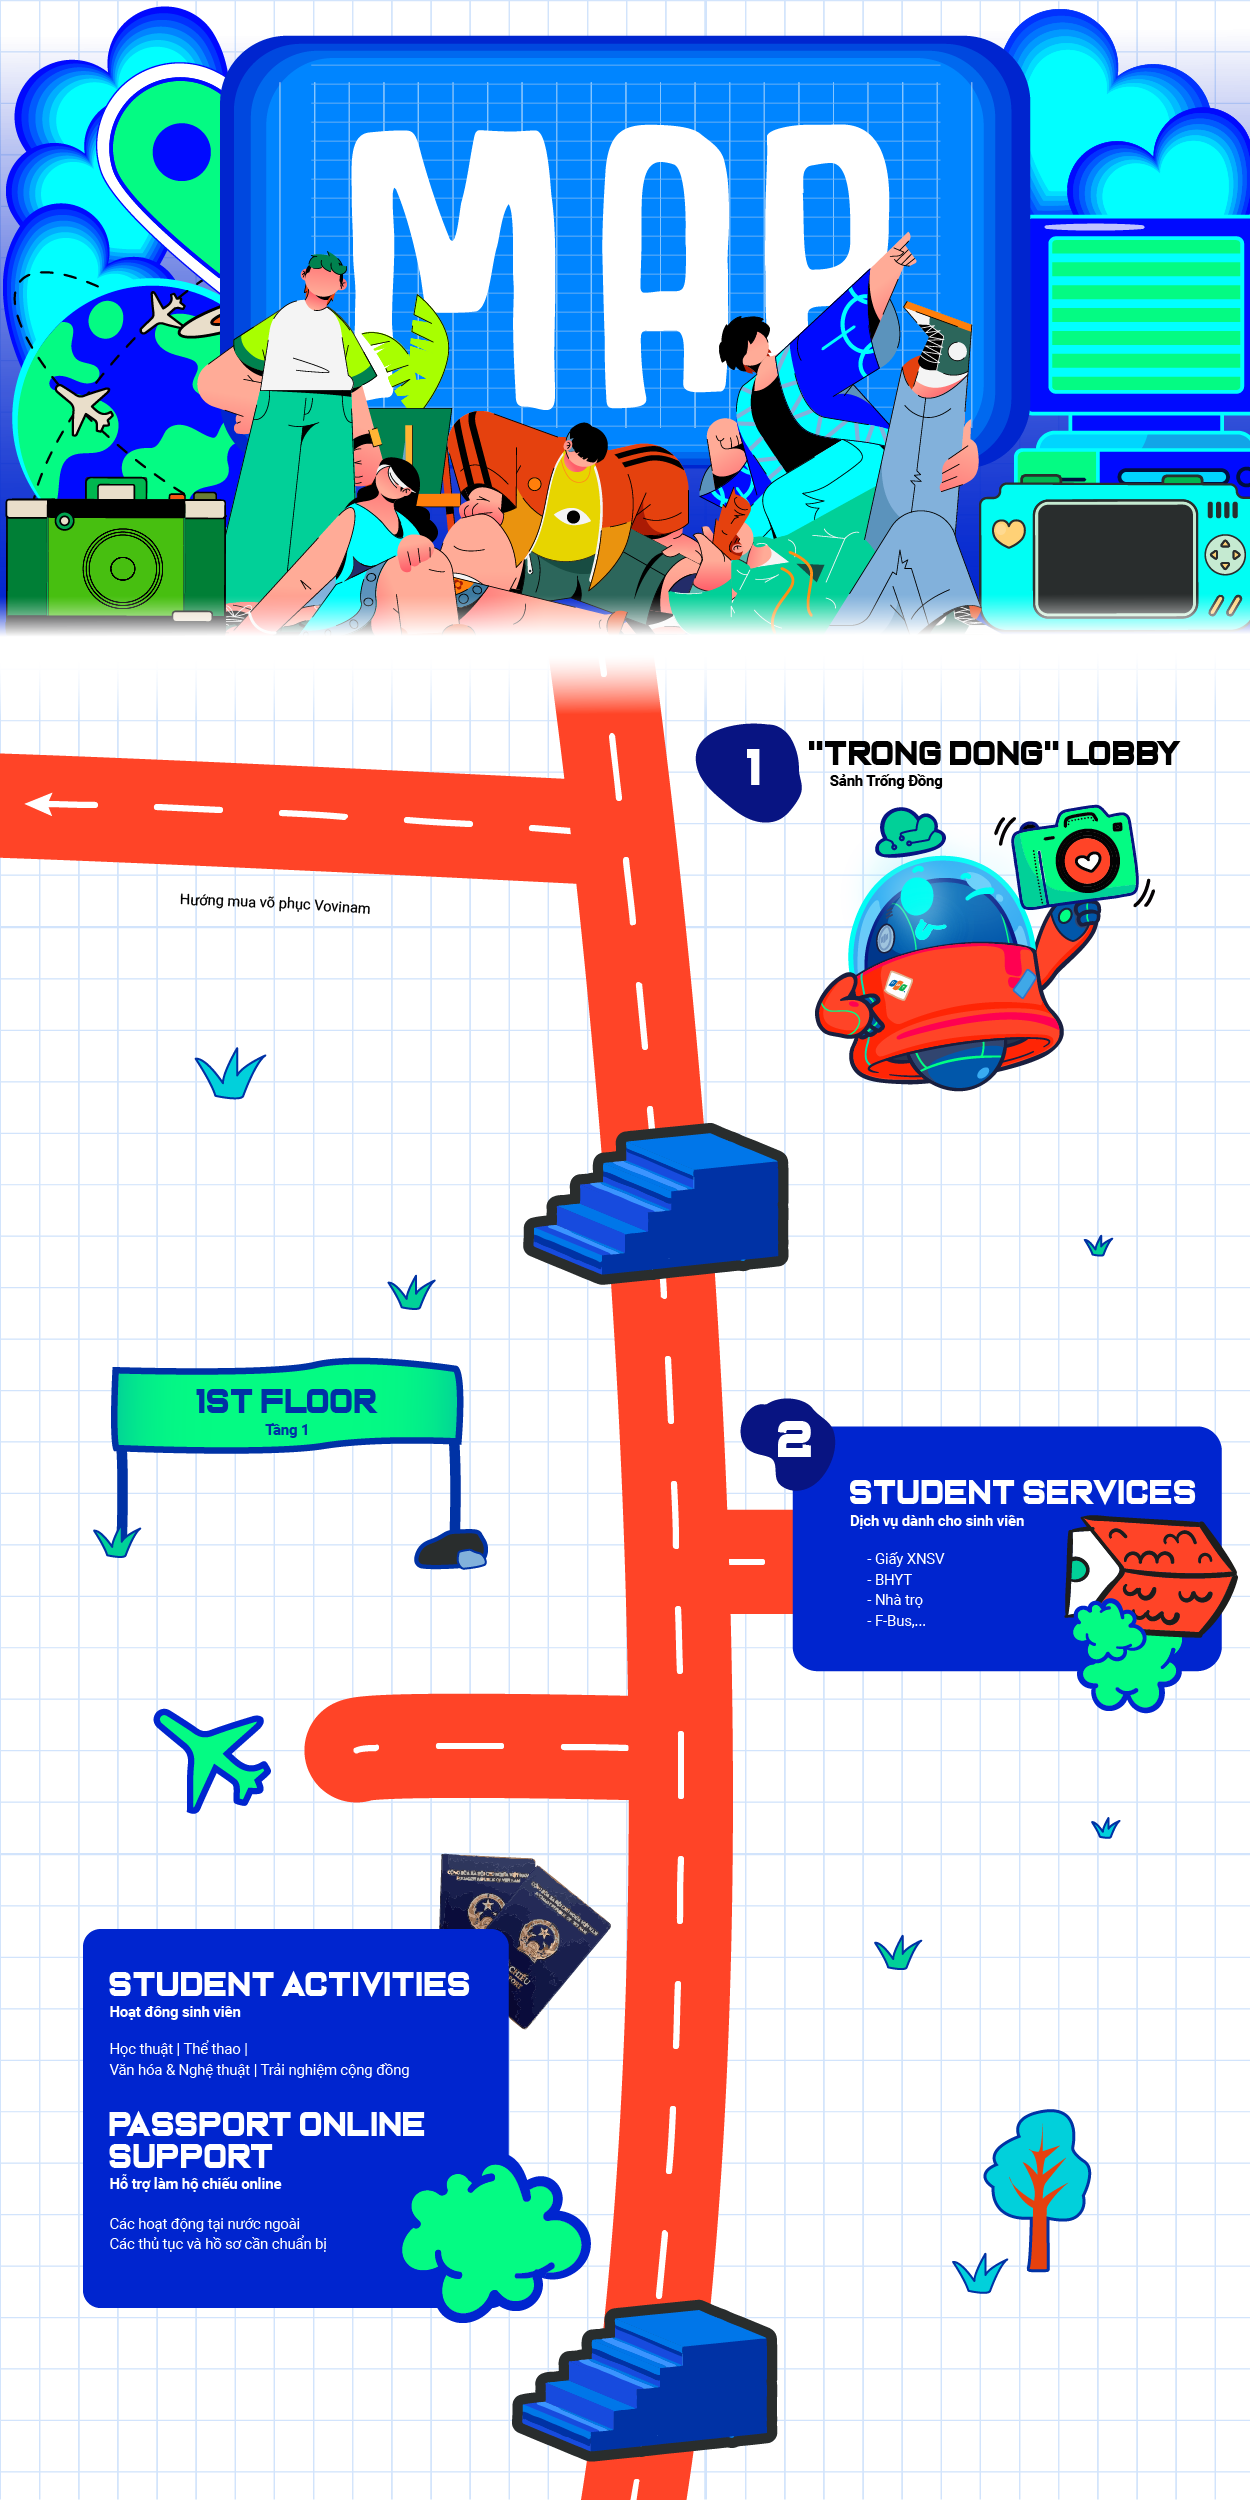 MAP
1
"TRONG DONG" LOBBY
Sảnh Trống Đồng
Hướng mua võ phục Vovinam
1ST FLOOR
Tầng 1
2
STUDENT SERVICES
Dịch vụ dành cho sinh viên
- Giấy XNSV
- BHYT
- Nhà trọ
- F-Bus,...
STUDENT ACTIVITIES
Hoạt đông sinh viên
Học thuật | Thể thao |
Văn hóa & Nghệ thuật | Trải nghiệm cộng đồng
PASSPORT ONLINE
SUPPORT
Hỗ trợ làm hộ chiếu online
Các hoạt động tại nước ngoài
Các thủ tục và hồ sơ cần chuẩn bị